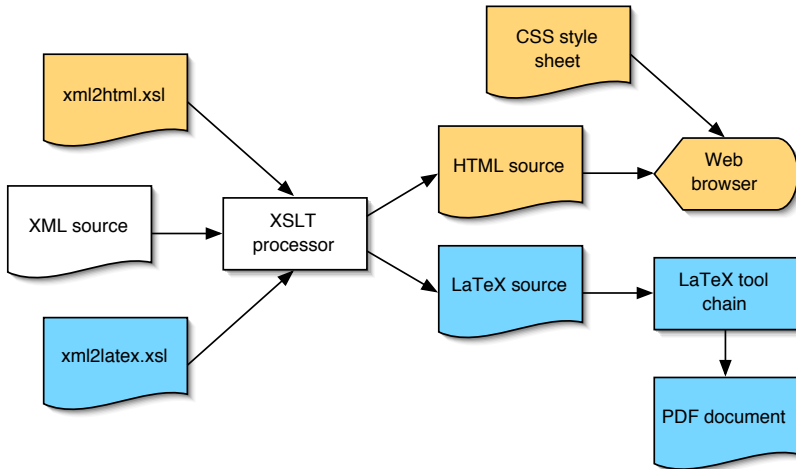 CSS style
sheet
xml2html.xsl
HTML source
Web
browser
XML source
XSLT
processor
LaTeX source
LaTeX tool
chain
xml2latex.xsl
PDF document